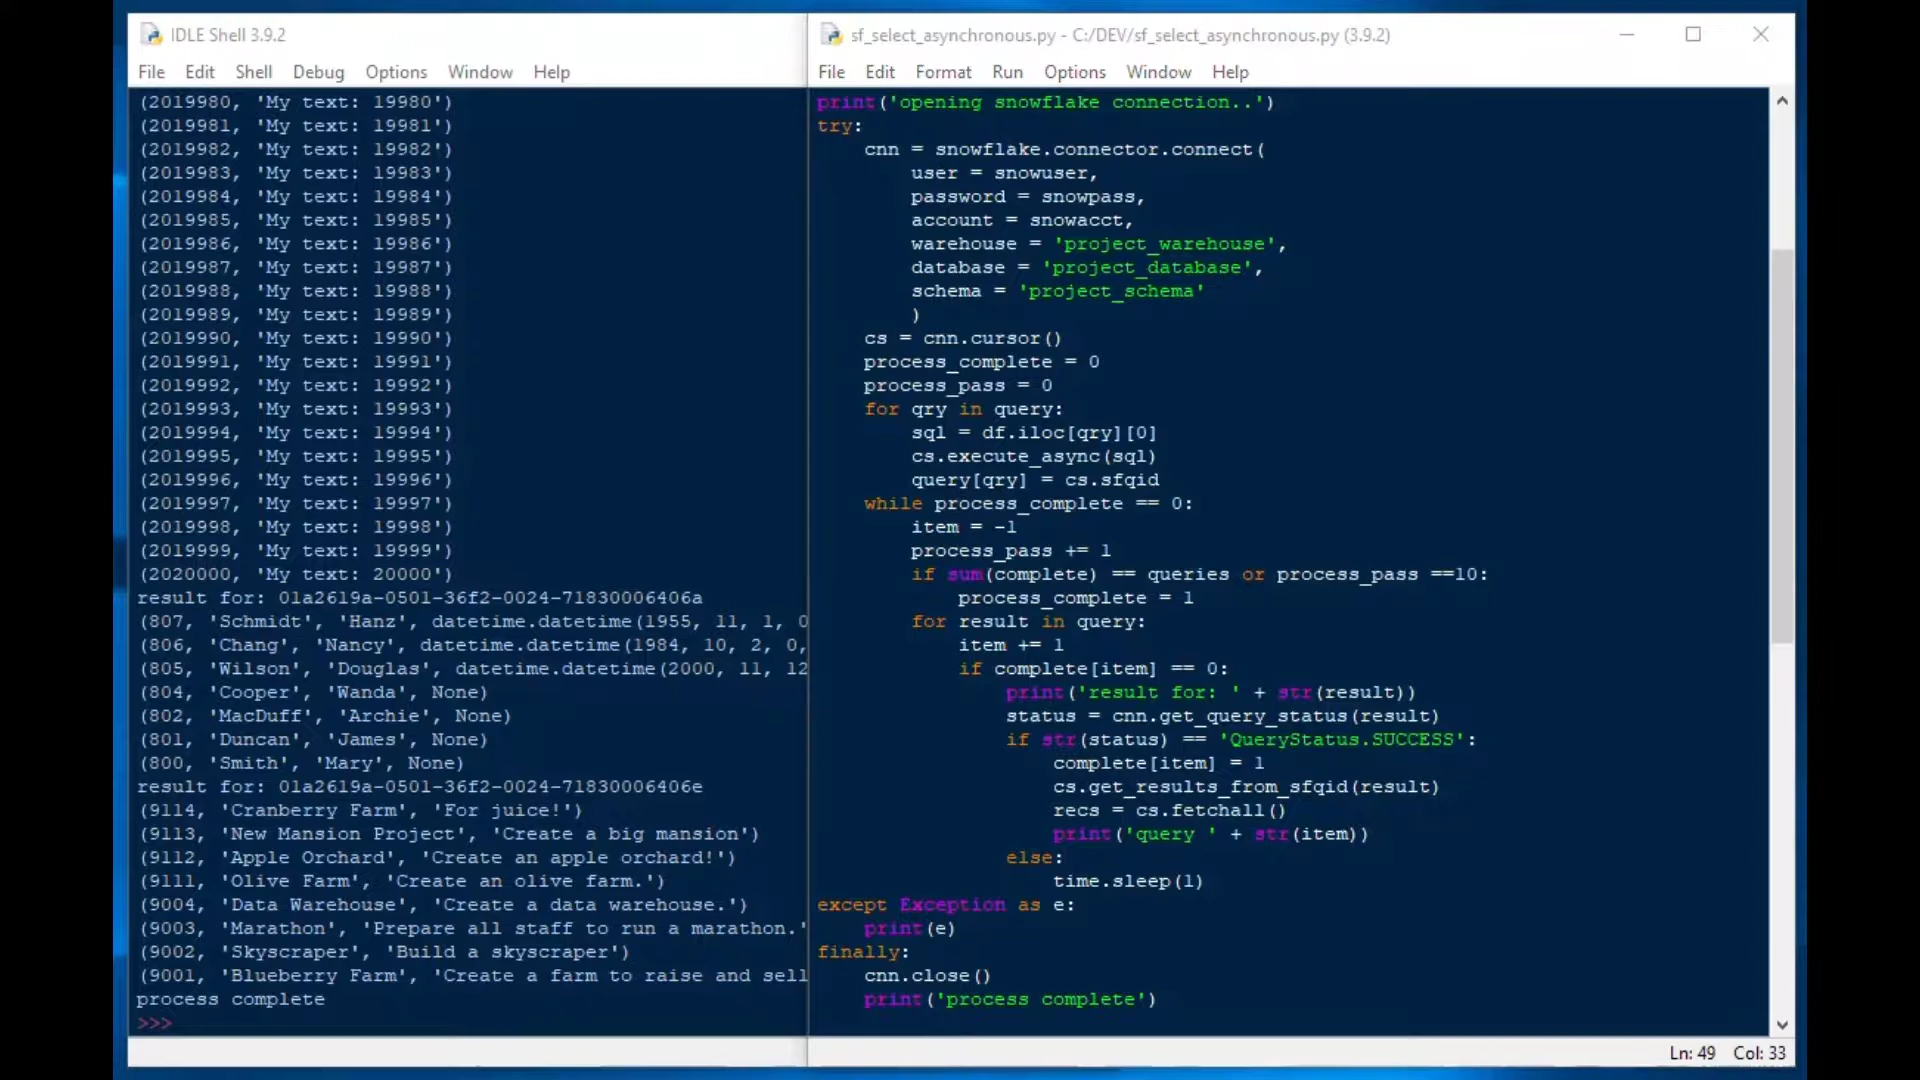 IDLE Shell 3.9.2
File Edit Shell Debug Options Window Help
(2019980, 'My text: 19980')
(2019981, 'My text: 19981')
(2019982, 'My text: 19982')
(2019983, 'My text: 19983')
(2019984, 'My text: 19984')
(2019985, 'My text: 19985')
(2019986, 'My text: 19986')
(2019987, 'My text: 19987')
(2019988, 'My text: 19988')
(2019989, 'My text: 19989')
(2019990, 'My text: 19990')
(2019991, 'My text: 19991')
(2019992, 'My text: 19992')
(2019993, 'My text: 19993')
(2019994, 'My text: 19994')
(2019995, 'My text: 19995')
(2019996, 'My text: 19996')
(2019997, 'My text: 19997')
(2019998, 'My text: 19998')
(2019999, 'My text: 19999')
(2020000, 'My text: 20000')
result for: 01a2619a-0501-36f2-0024-71830006406a
(807, 'Schmidt', 'Hanz', datetime.datetime(1955, 11, 1, 0
(806, 'Chang', 'Nancy', datetime.datetime(1984, 10, 2, 0,
(805, 'Wilson', 'Douglas', datetime.datetime(2000, 11, 12
(804, 'Cooper', 'Wanda', None)
(802, 'MacDuff', 'Archie', None)
(801, 'Duncan', 'James', None)
(800, 'Smith', 'Mary', None)
result for: 01a2619a-0501-36f2-0024-71830006406e
(9114, 'Cranberry Farm', 'For juice!')
(9113, 'New Mansion Project', 'Create a big mansion')
(9112, 'Apple Orchard', 'Create an apple orchard!')
(9111, 'Olive Farm', 'Create an olive farm.')
(9004, 'Data Warehouse', 'Create a data warehouse.')
(9003, 'Marathon', 'Prepare all staff to run a marathon.'
(9002, 'Skyscraper', 'Build a skyscraper')
(9001, 'Blueberry Farm', 'Create a farm to raise and sell
process complete
>>>
sf_select_asynchronous.py - C:/DEV/sf_select_asynchronous.py (3.9.2)
File Edit Format Run Options Window Help
print('opening snowflake connection..')
try:
    cnn = snowflake.connector.connect(
        user = snowuser,
        password = snowpass,
        account = snowacct,
        warehouse = 'project_warehouse',
        database = 'project_database',
        schema = 'project_schema'
        )
    cs = cnn.cursor()
    process_complete = 0
    process_pass = 0
    for qry in query:
        sql = df.iloc[qry][0]
        cs.execute_async(sql)
        query[qry] = cs.sfqid
    while process_complete == 0:
        item = -1
        process_pass += 1
        if sum(complete) == queries or process_pass ==10:
            process_complete = 1
        for result in query:
            item += 1
            if complete[item] == 0:
                print('result for: ' + str(result))
                status = cnn.get_query_status(result)
                if str(status) == 'QueryStatus.SUCCESS':
                    complete[item] = 1
                    cs.get_results_from_sfqid(result)
                    recs = cs.fetchall()
                    print('query ' + str(item))
                else:
                    time.sleep(1)
except Exception as e:
    print(e)
finally:
    cnn.close()
    print('process complete')
Ln: 49 Col: 33